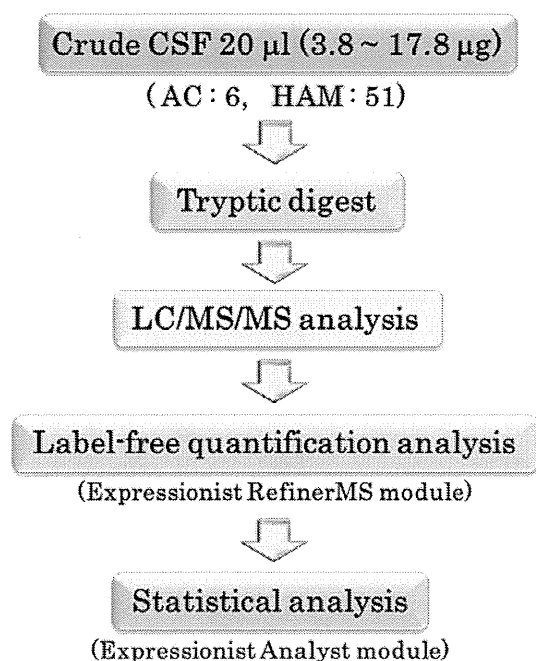 Crude CSF 20 μl (3.8 ~ 17.8 μg)
(AC : 6, HAM : 51)
Tryptic digest
LC/MS/MS analysis
Label-free quantification analysis
(Expressionist RefinerMS module)
Statistical analysis
(Expressionist Analyst module)